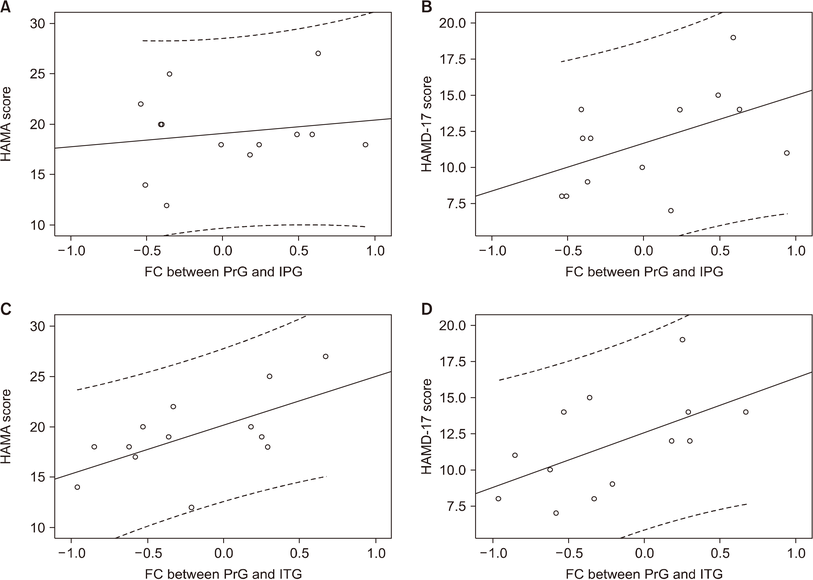 A
HAMA score
30
25
20
15
10
−1.0 −0.5 0.0 0.5 1.0
FC between PrG and IPG
B
HAMD-17 score
20.0
17.5
15.0
12.5
10.0
7.5
−1.0 −0.5 0.0 0.5 1.0
FC between PrG and IPG
C
HAMA score
30
25
20
15
10
−1.0 −0.5 0.0 0.5 1.0
FC between PrG and ITG
D
HAMD-17 score
20.0
17.5
15.0
12.5
10.0
7.5
−1.0 −0.5 0.0 0.5 1.0
FC between PrG and ITG